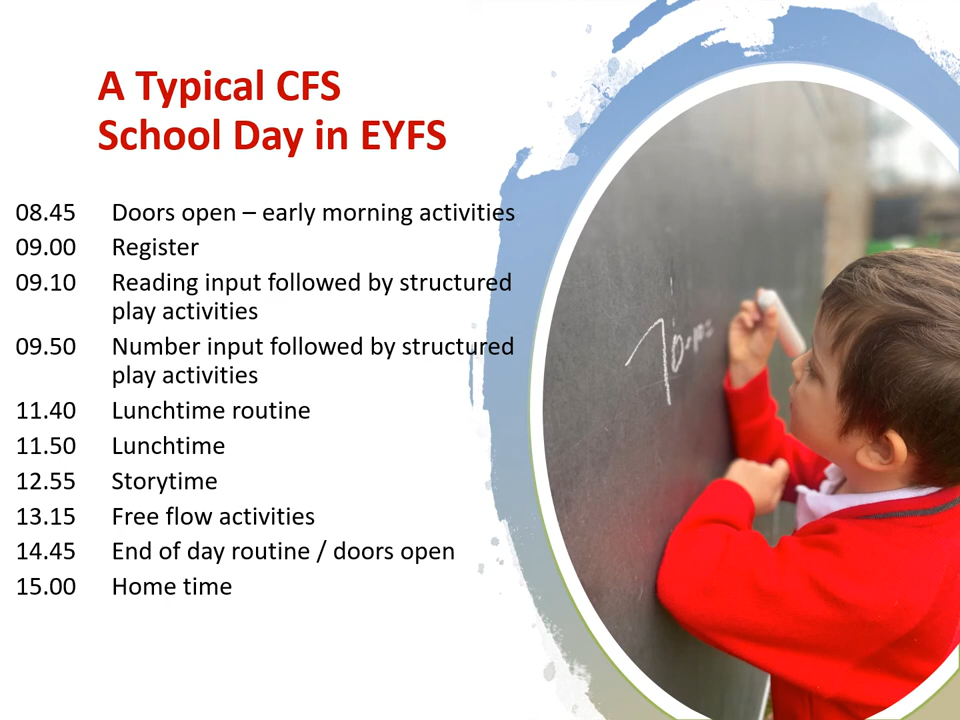 A Typical CFS
School Day in EYFS
08.45 Doors open – early morning activities
09.00 Register
09.10 Reading input followed by structured
play activities
09.50 Number input followed by structured
play activities
11.40 Lunchtime routine
11.50 Lunchtime
12.55 Storytime
13.15 Free flow activities
14.45 End of day routine / doors open
15.00 Home time